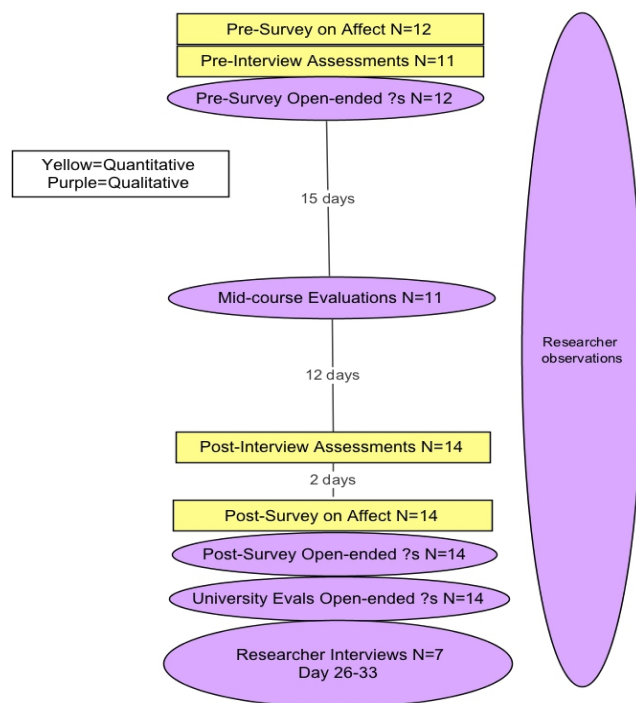 Pre-Survey on Affect N=12
Pre-Interview Assessments N=11
Pre-Survey Open-ended ?s N=12
Yellow=Quantitative
Purple=Qualitative
15 days
Mid-course Evaluations N=11
Researcher
observations
12 days
Post-Interview Assessments N=14
2 days
Post-Survey on Affect N=14
Post-Survey Open-ended ?s N=14
University Evals Open-ended ?s N=14
Researcher Interviews N=7
Day 26-33